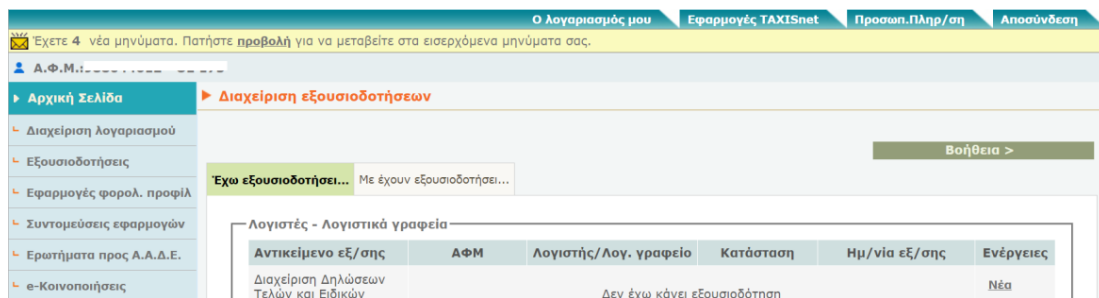 Ο λογαριασμός μου Εφαρμογές TAXISnet Προσωπ.Πληρ/ση Αποσύνδεση
Έχετε 4 νέα μηνύματα. Πατήστε προβολή για να μεταβείτε στα εισερχόμενα μηνύματα σας.
Α.Φ.Μ.:
Αρχική Σελίδα
Διαχείριση εξουσιοδοτήσεων
Διαχείριση λογαριασμού
Βοήθεια >
Εξουσιοδοτήσεις
Έχω εξουσιοδοτήσει... Με έχουν εξουσιοδοτήσει...
Εφαρμογές φορολ. προφίλ
Συντομεύσεις εφαρμογών
Λογιστές - Λογιστικά γραφεία
Ερωτήματα προς Α.Α.Δ.Ε.
Αντικείμενο εξ/σης ΑΦΜ Λογιστής/Λογ. γραφείο Κατάσταση Ημ/νία εξ/σης Ενέργειες
e-Κοινοποιήσεις
Διαχείριση Δηλώσεων
Τελών και Ειδικών
Δεν έχω κάνει εξουσιοδότηση
Νέα